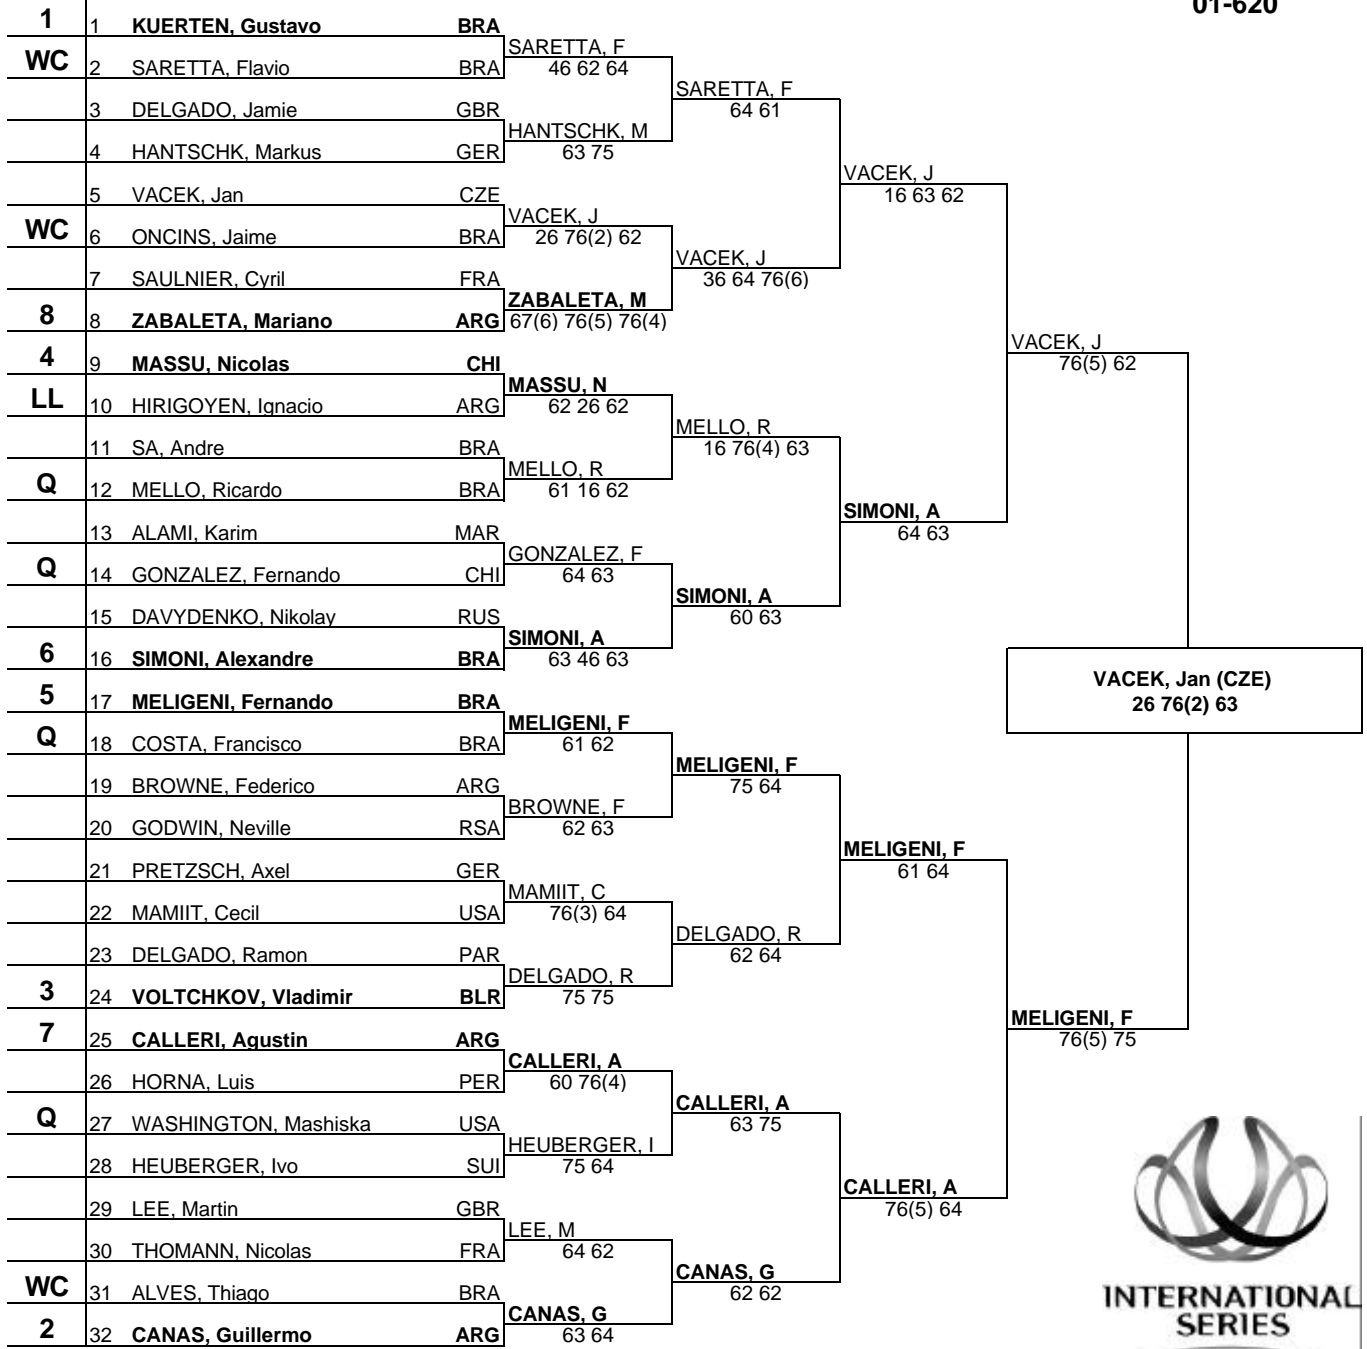 01-620
1 1 KUERTEN, Gustavo BRA
WC 2 SARETTA, Flavio BRA
3 DELGADO, Jamie GBR
4 HANTSCHK, Markus GER
5 VACEK, Jan CZE
WC 6 ONCINS, Jaime BRA
7 SAULNIER, Cyril FRA
8 8 ZABALETA, Mariano ARG
4 9 MASSU, Nicolas CHI
LL 10 HIRIGOYEN, Ignacio ARG
11 SA, Andre BRA
Q 12 MELLO, Ricardo BRA
13 ALAMI, Karim MAR
Q 14 GONZALEZ, Fernando CHI
15 DAVYDENKO, Nikolay RUS
6 16 SIMONI, Alexandre BRA
5 17 MELIGENI, Fernando BRA
Q 18 COSTA, Francisco BRA
19 BROWNE, Federico ARG
20 GODWIN, Neville RSA
21 PRETZSCH, Axel GER
22 MAMIIT, Cecil USA
23 DELGADO, Ramon PAR
3 24 VOLTCHKOV, Vladimir BLR
7 25 CALLERI, Agustin ARG
26 HORNA, Luis PER
Q 27 WASHINGTON, Mashiska USA
28 HEUBERGER, Ivo SUI
29 LEE, Martin GBR
30 THOMANN, Nicolas FRA
WC 31 ALVES, Thiago BRA
2 32 CANAS, Guillermo ARG
SARETTA, F
46 62 64
HANTSCHK, M
63 75
VACEK, J
26 76(2) 62
ZABALETA, M
67(6) 76(5) 76(4)
MASSU, N
62 26 62
MELLO, R
61 16 62
GONZALEZ, F
64 63
SIMONI, A
63 46 63
MELIGENI, F
61 62
BROWNE, F
62 63
MAMIIT, C
76(3) 64
DELGADO, R
75 75
CALLERI, A
60 76(4)
HEUBERGER, I
75 64
LEE, M
64 62
CANAS, G
63 64
SARETTA, F
64 61
VACEK, J
36 64 76(6)
MELLO, R
16 76(4) 63
SIMONI, A
60 63
MELIGENI, F
75 64
DELGADO, R
62 64
CALLERI, A
63 75
CANAS, G
62 62
VACEK, J
16 63 62
SIMONI, A
64 63
MELIGENI, F
61 64
CALLERI, A
76(5) 64
VACEK, J
76(5) 62
MELIGENI, F
76(5) 75
VACEK, Jan (CZE)
26 76(2) 63
INTERNATIONAL
SERIES